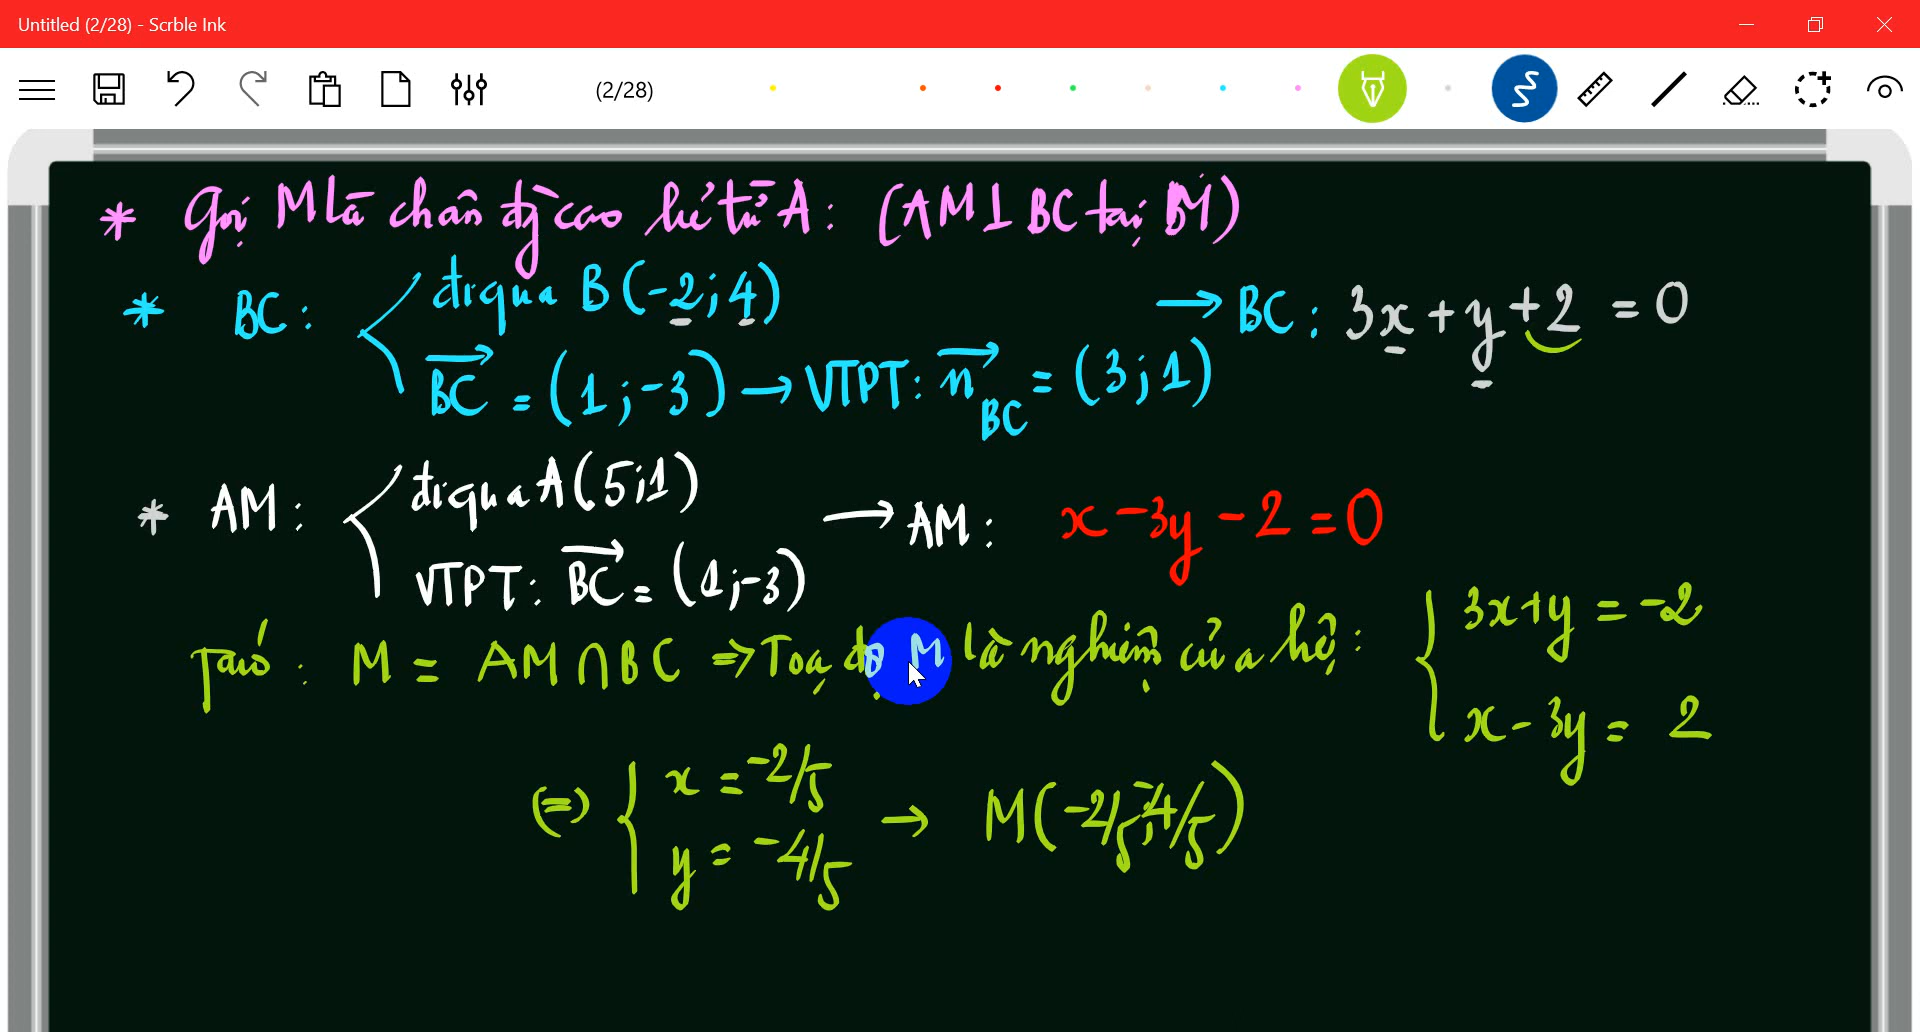 Untitled (2/28) - Scrble Ink
(2/28)
* Gọi M là chân đg cao kẻ từ A: (AM⊥BC tại M)
* BC: đi qua B(-2;4) → BC: 3x+y+2=0
BC = (1;-3) → VTPT: n BC = (3;1)
* AM: đi qua A(5;1) → AM: x-3y-2=0
VTPT: BC = (1;-3)
Ta có: M = AM∩BC => Toạ độ M là nghiệm của hệ: { 3x+y=-2
x-3y=2
(=) { x=-2/5
y=-4/5 → M(-2/5;-4/5)